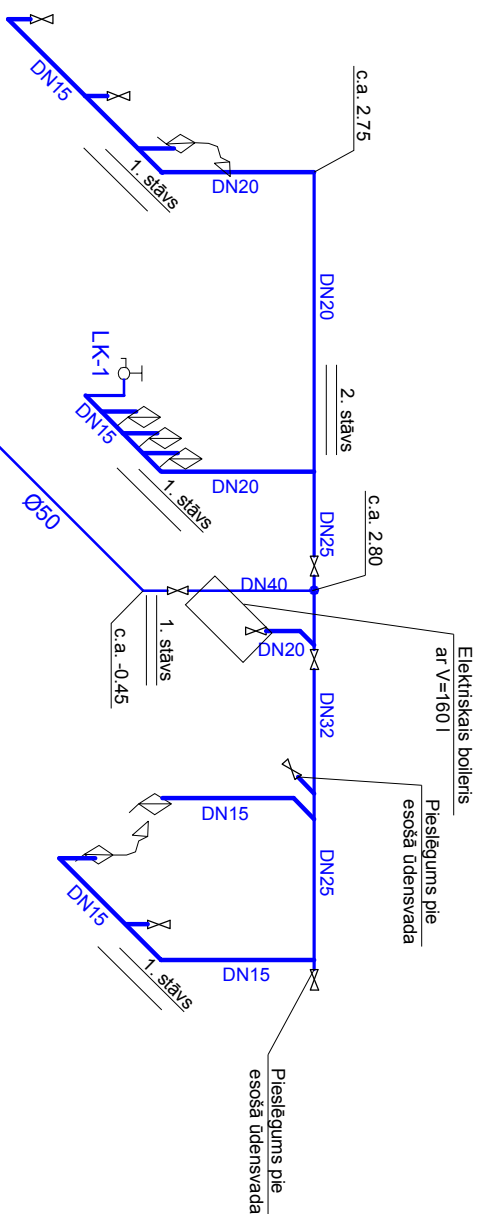 DN15
1. stāvs
DN20
c.a. 2.75
DN20
LK-1
DN15
1. stāvs
DN20
2. stāvs
DN25
c.a. 2.80
Ø50
DN40
1. stāvs
c.a. -0.45
DN20
Elektriskais boileris
ar V=160 l
DN32
Pieslēgums pie
esošā ūdensvada
DN15
DN25
DN15
1. stāvs
DN15
Pieslēgums pie
esošā ūdensvada